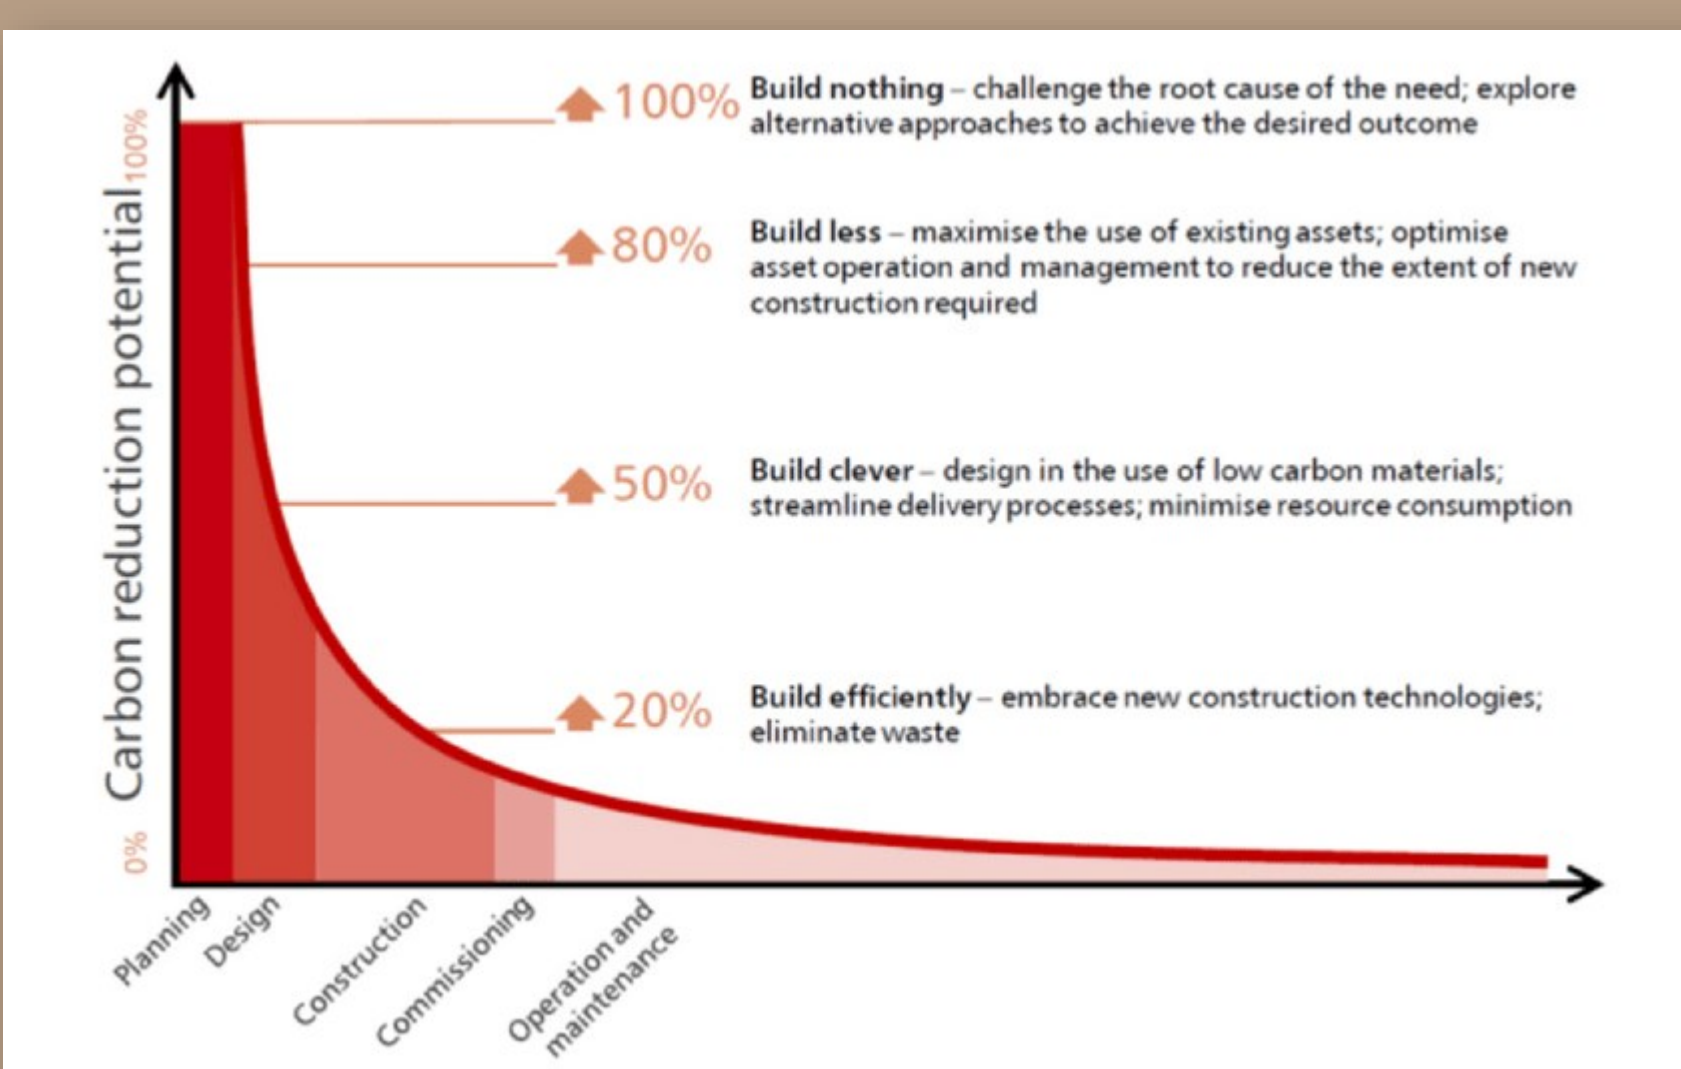 100%
Carbon reduction potential
0%
100%
Build nothing – challenge the root cause of the need; explore
alternative approaches to achieve the desired outcome
80%
Build less – maximise the use of existing assets; optimise
asset operation and management to reduce the extent of new
construction required
50%
Build clever – design in the use of low carbon materials;
streamline delivery processes; minimise resource consumption
20%
Build efficiently – embrace new construction technologies;
eliminate waste
Planning
Design
Construction
Commissioning
Operation and
maintenance